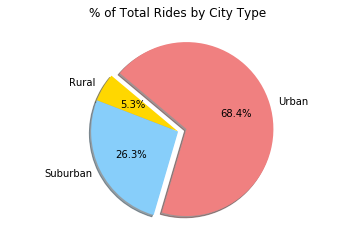 % of Total Rides by City Type
Rural
5.3%
Urban
68.4%
26.3%
Suburban